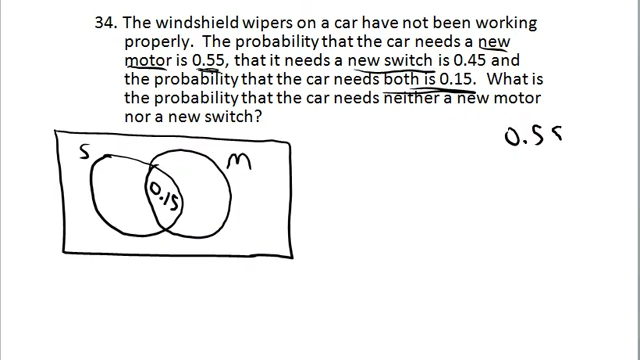 34. The windshield wipers on a car have not been working
properly. The probability that the car needs a new
motor is 0.55, that it needs a new switch is 0.45 and
the probability that the car needs both is 0.15. What is
the probability that the car needs neither a new motor
nor a new switch?
0.55
S
M
0.15